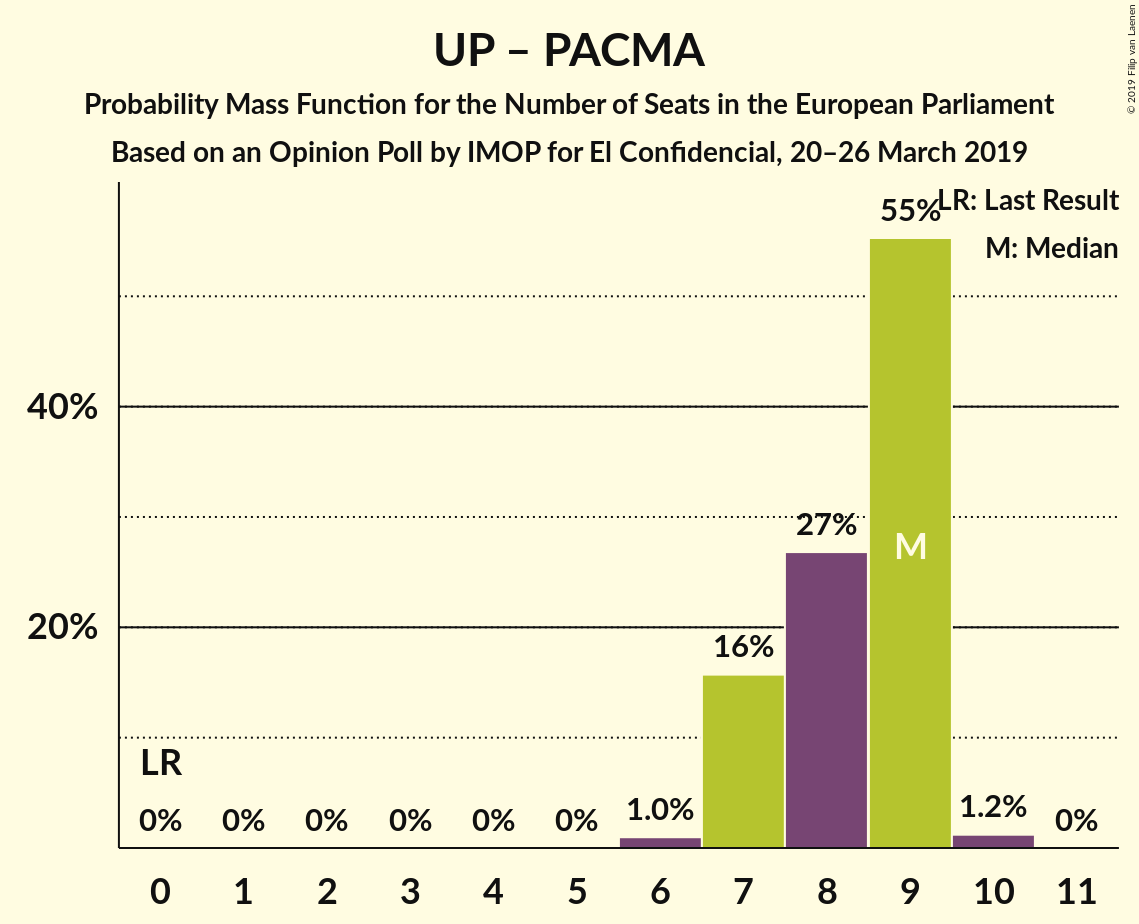 UP – PACMA
Probability Mass Function for the Number of Seats in the European Parliament
Based on an Opinion Poll by IMOP for El Confidencial, 20–26 March 2019
© 2019 Filip van Laenen
LR: Last Result
M: Median
55%
40%
27%
M
20%
16%
LR
0% 0% 0% 0% 0% 0% 1.0% 1.2% 0%
0 1 2 3 4 5 6 7 8 9 10 11